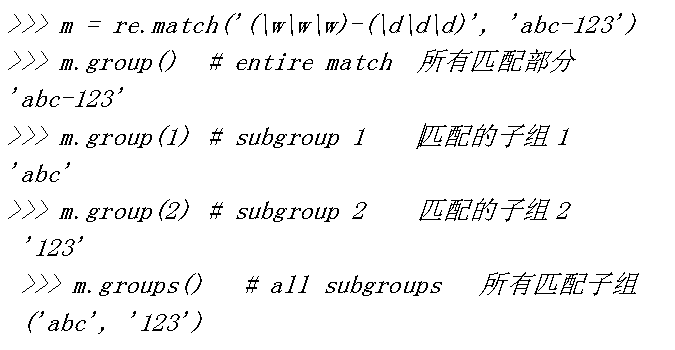 >>> m = re.match('(\w\w\w)-(\d\d\d)', 'abc-123')
>>> m.group()  # entire match  所有匹配部分
'abc-123'
>>> m.group(1) # subgroup 1    匹配的子组 1
'abc'
>>> m.group(2) # subgroup 2    匹配的子组 2
'123'
>>> m.groups()   # all subgroups   所有匹配子组
('abc', '123')